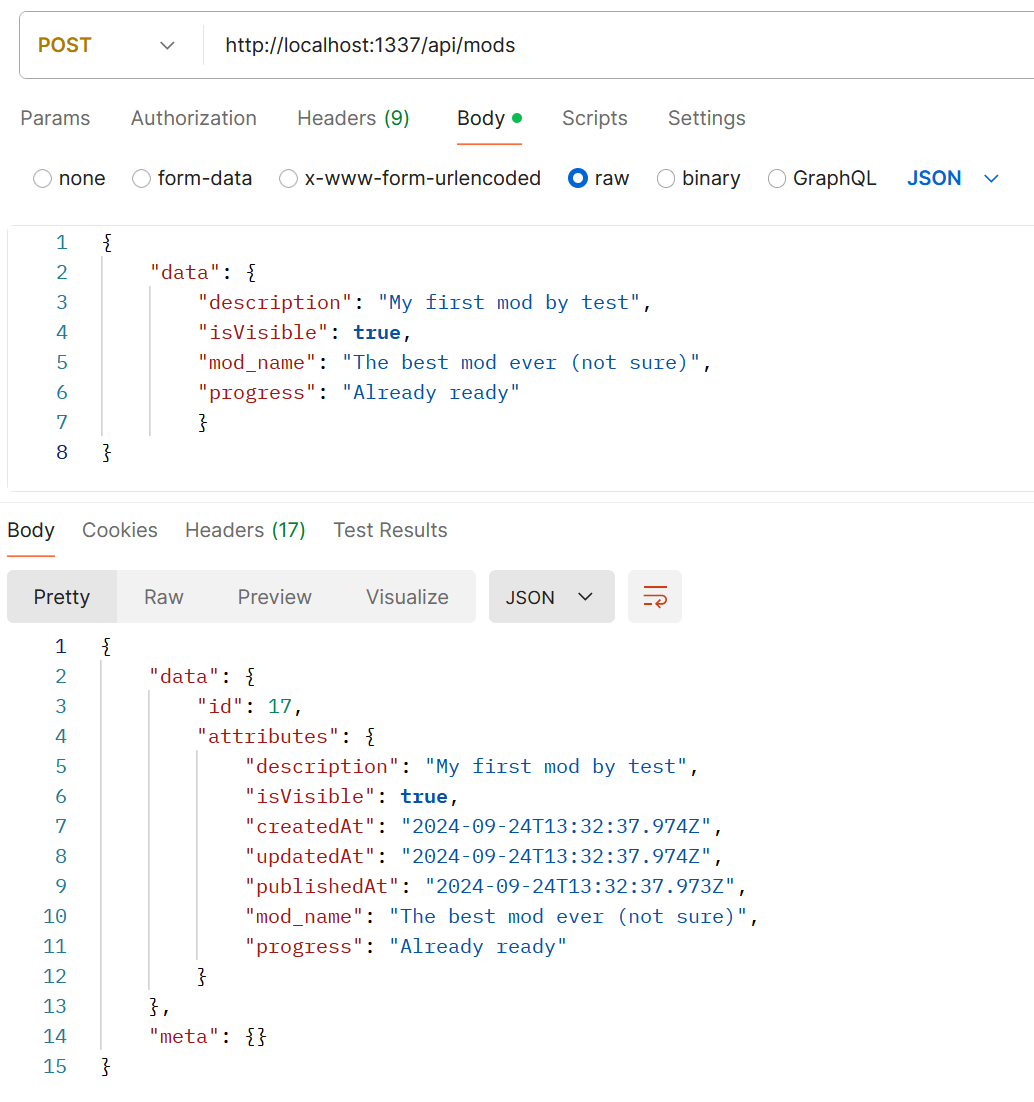 POST http://localhost:1337/api/mods
Params Authorization Headers (9) Body Scripts Settings
none form-data x-www-form-urlencoded raw binary GraphQL JSON
1 {
2 "data": {
3 "description": "My first mod by test",
4 "isVisible": true,
5 "mod_name": "The best mod ever (not sure)",
6 "progress": "Already ready"
7 }
8 }
Body Cookies Headers (17) Test Results
Pretty Raw Preview Visualize JSON
1 {
2 "data": {
3 "id": 17,
4 "attributes": {
5 "description": "My first mod by test",
6 "isVisible": true,
7 "createdAt": "2024-09-24T13:32:37.974Z",
8 "updatedAt": "2024-09-24T13:32:37.974Z",
9 "publishedAt": "2024-09-24T13:32:37.973Z",
10 "mod_name": "The best mod ever (not sure)",
11 "progress": "Already ready"
12 }
13 },
14 "meta": {}
15 }